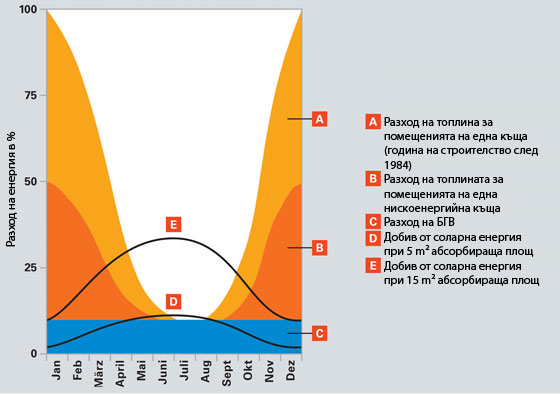 Разход на енергия в %
100
75
50
25
0
A
E
B
D
C
Jan
Feb
März
April
Mai
Juni
Juli
Aug
Sept
Okt
Nov
Dez
A Разход на топлина за
помещенията на една къща
(година на строителство след
1984)
B Разход на топлината за
помещенията на една
нискоенергийна къща
C Разход на БГВ
D Добив от соларна енергия
при 5 m² абсорбираща площ
E Добив от соларна енергия
при 15 m² абсорбираща площ